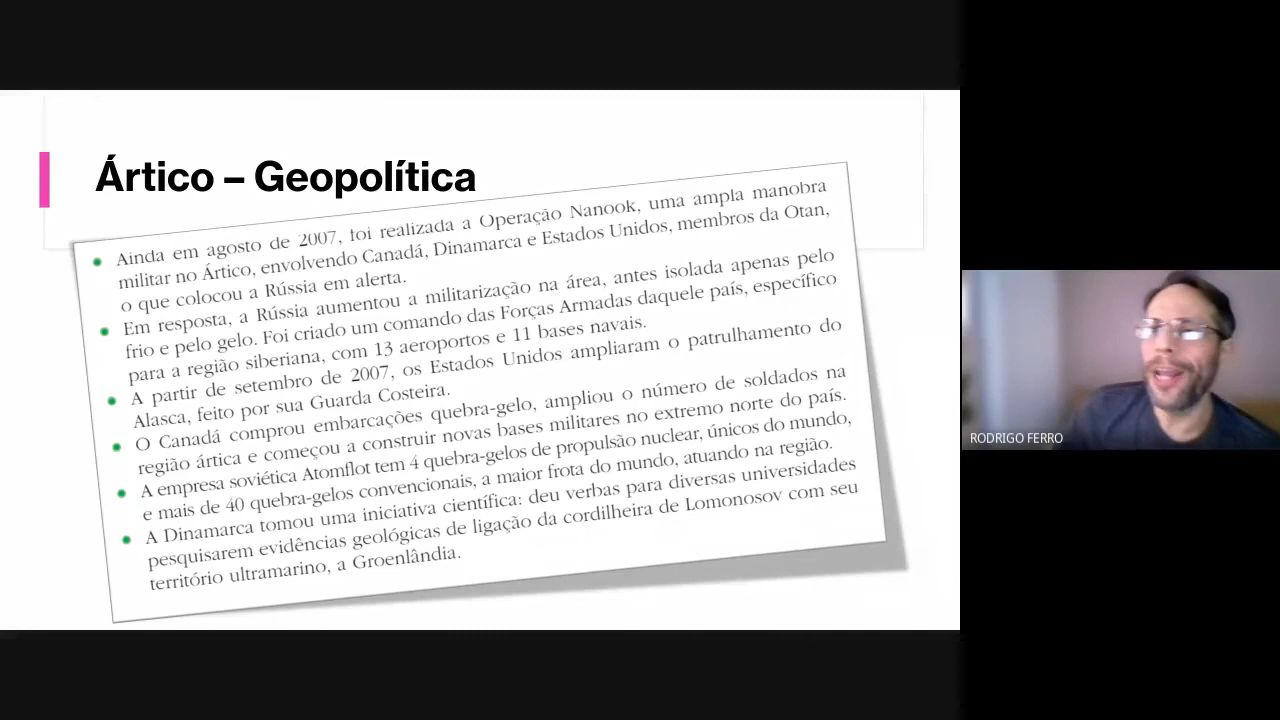 Ártico – Geopolítica
Ainda em agosto de 2007, foi realizada a Operação Nanook, uma ampla manobra
militar no Ártico, envolvendo Canadá, Dinamarca e Estados Unidos, membros da Otan,
o que colocou a Rússia em alerta.
Em resposta, a Rússia aumentou a militarização na área, antes isolada apenas pelo
frio e pelo gelo. Foi criado um comando das Forças Armadas daquele país, específico
para a região siberiana, com 13 aeroportos e 11 bases navais.
A partir de setembro de 2007, os Estados Unidos ampliaram o patrulhamento do
Alasca, feito por sua Guarda Costeira.
O Canadá comprou embarcações quebra-gelo, ampliou o número de soldados na
região ártica e começou a construir novas bases militares no extremo norte do país.
A empresa soviética Atomflot tem 4 quebra-gelos de propulsão nuclear, únicos do mundo,
e mais de 40 quebra-gelos convencionais, a maior frota do mundo, atuando na região.
A Dinamarca tomou uma iniciativa científica: deu verbas para diversas universidades
pesquisarem evidências geológicas de ligação da cordilheira de Lomonosov com seu
território ultramarino, a Groenlândia.
RODRIGO FERRO